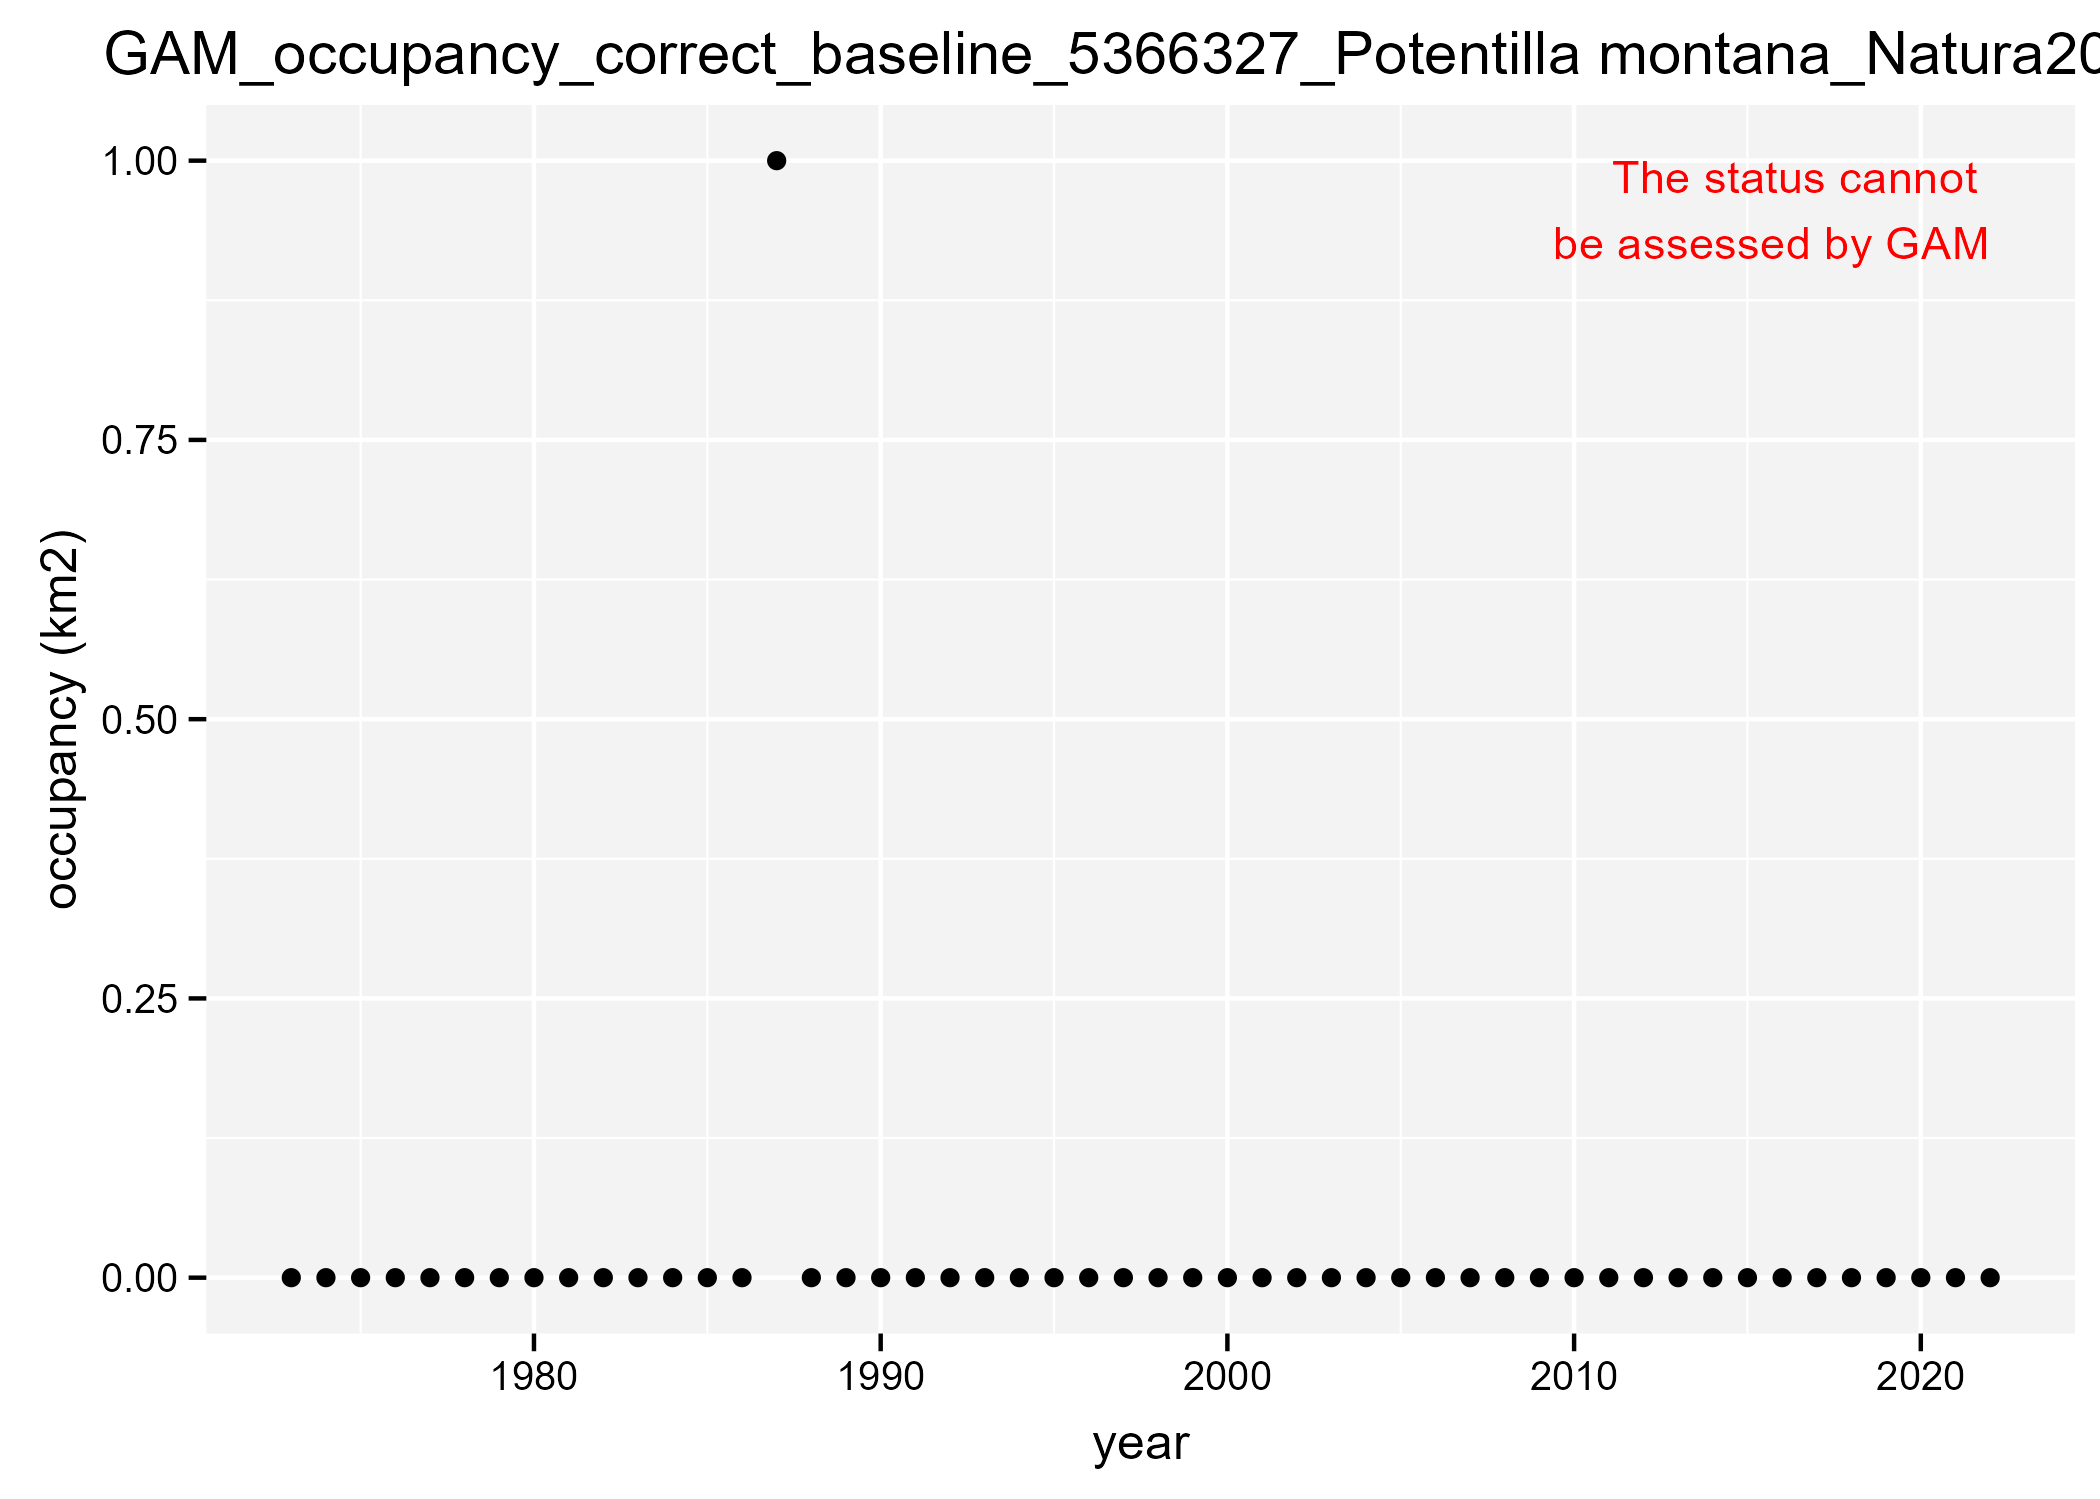 GAM_occupancy_correct_baseline_5366327_Potentilla montana_Natura20
1.00
The status cannot
be assessed by GAM
0.75
0.50
0.25
0.00
occupancy (km2)
1980 1990 2000 2010 2020
year